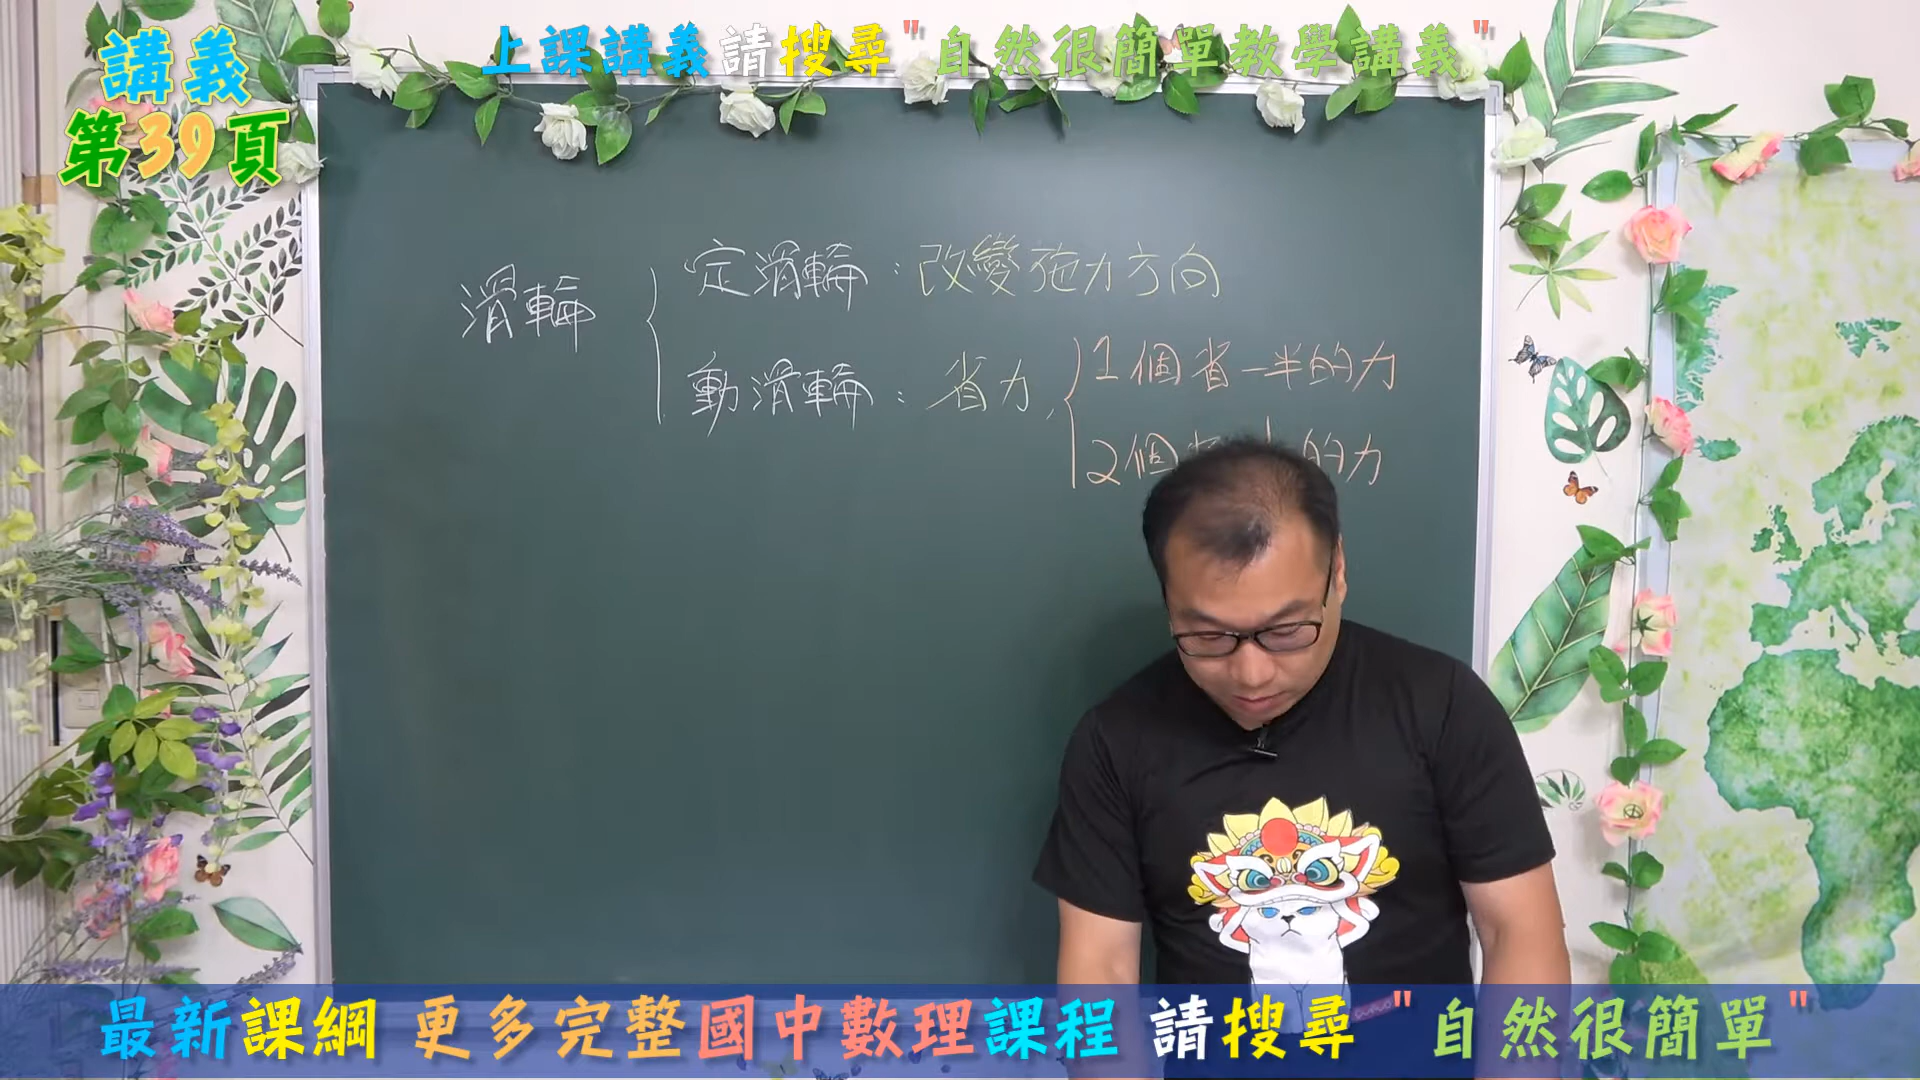 上課講義請搜尋"自然很簡單教學講義"
講義
第39頁
滑輪
定滑輪：改變施力方向
動滑輪：省力，
1個省一半的力
2個 的力
最新課綱 更多完整國中數理課程 請搜尋"自然很簡單"